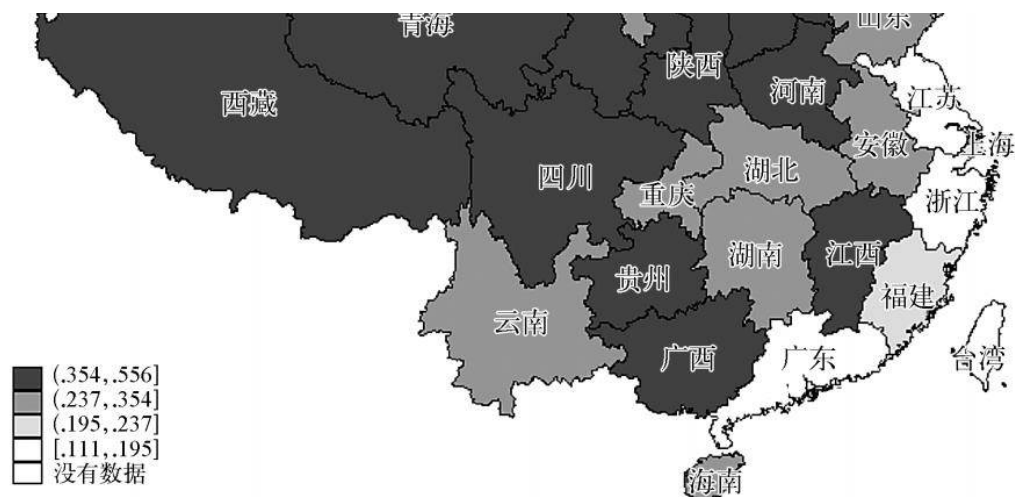 山东
青海
陕西
河南
江苏
西藏
安徽
上海
四川
湖北
重庆
浙江
湖南
江西
贵州
福建
云南
广西
广东
台湾
(.354,.556]
(.237,.354]
(.195,.237]
[.111,.195]
没有数据
海南